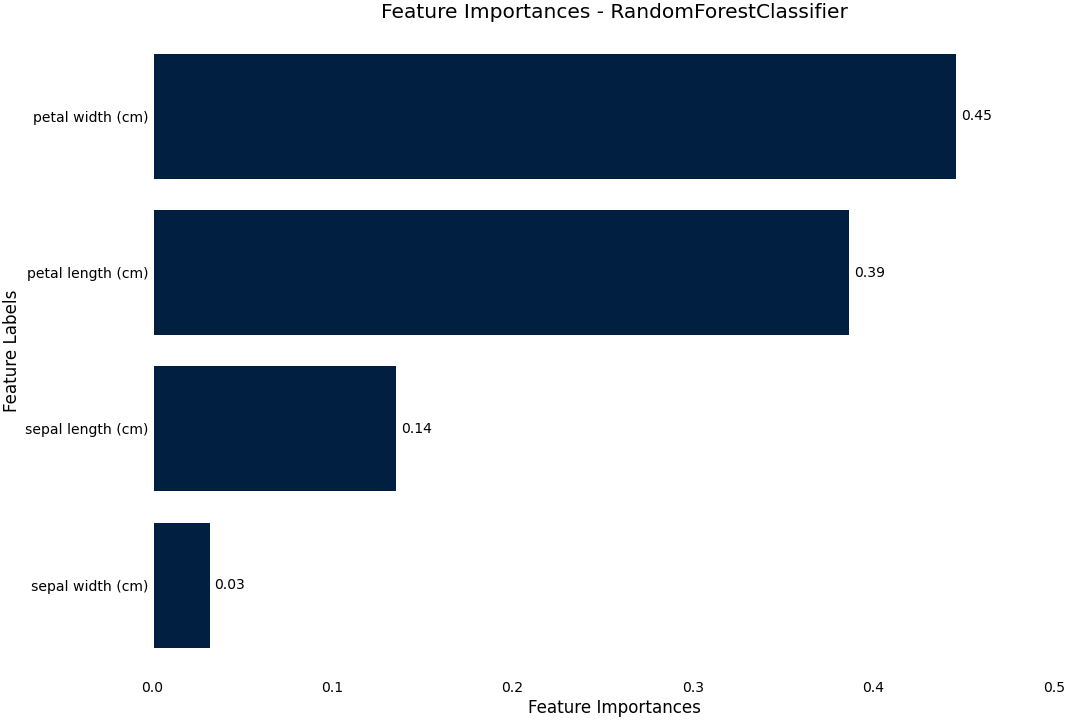 Feature Importances - RandomForestClassifier
petal width (cm)
0.45
petal length (cm)
0.39
Feature Labels
sepal length (cm)
0.14
sepal width (cm)
0.03
0.0 0.1 0.2 0.3 0.4 0.5
Feature Importances